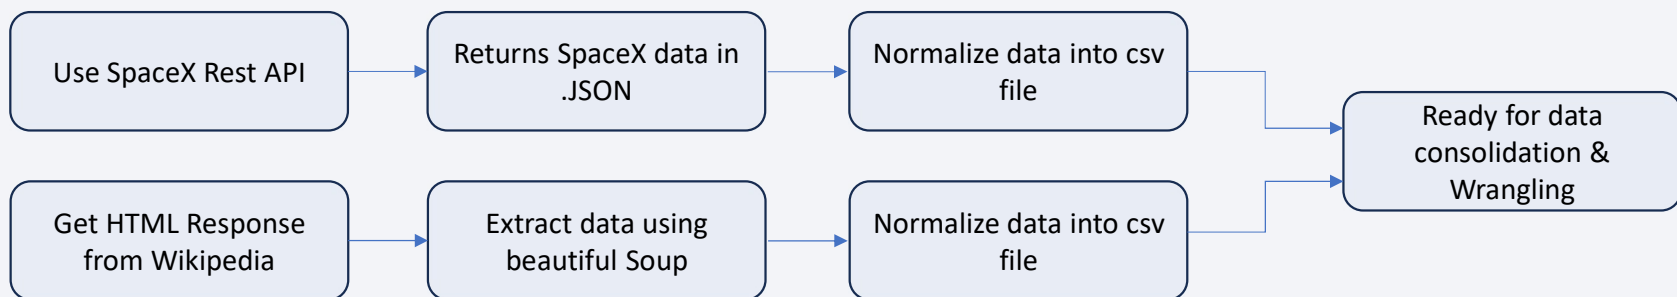 Use SpaceX Rest API
Returns SpaceX data in
.JSON
Normalize data into csv
file
Get HTML Response
from Wikipedia
Extract data using
beautiful Soup
Normalize data into csv
file
Ready for data
consolidation &
Wrangling